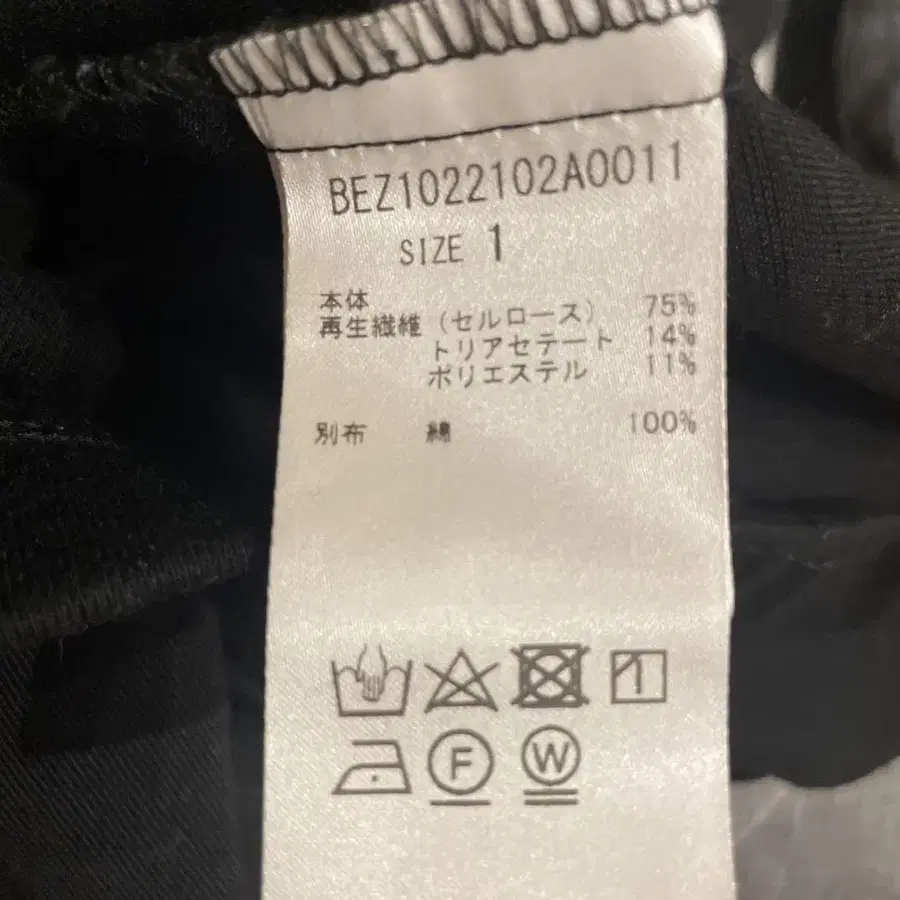 BEZ1022102A0011
SIZE 1
本体
再生繊維 (セルロース) 75%
トリアセテート 14%
ポリエステル 11%
別布 綿 100%
F W